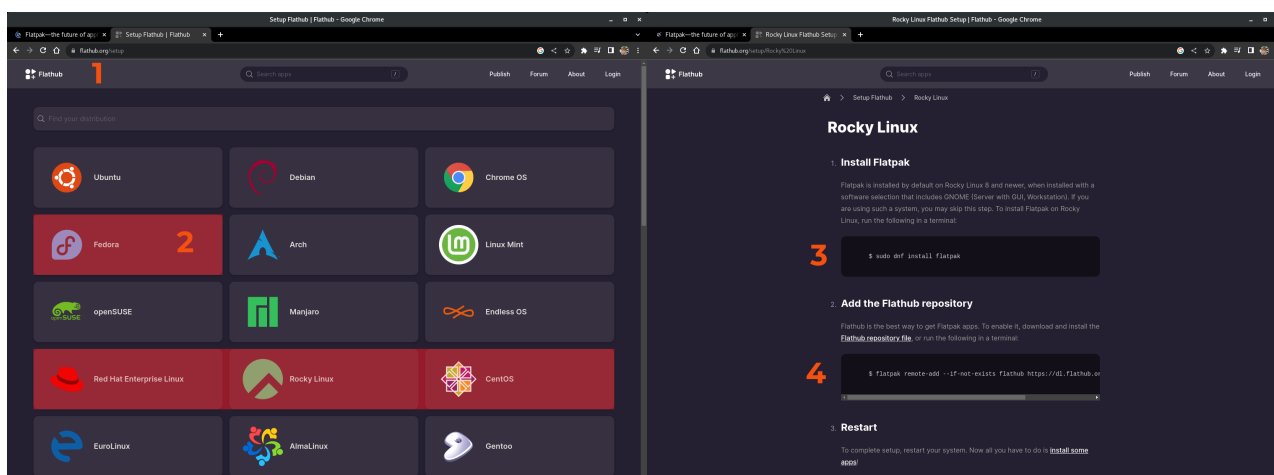 Setup Flathub | Flathub - Google Chrome
Flatpak—the future of app
Setup Flathub | Flathub
flathub.org/setup
Flathub
1
Search apps
/
Publish
Forum
About
Login
Find your distribution
Ubuntu
Debian
Chrome OS
Fedora
2
Arch
Linux Mint
openSUSE
Manjaro
Endless OS
Red Hat Enterprise Linux
Rocky Linux
CentOS
EuroLinux
AlmaLinux
Gentoo
Rocky Linux Flathub Setup | Flathub - Google Chrome
Flatpak—the future of app
Rocky Linux Flathub Setup
flathub.org/setup/Rocky%20Linux
Flathub
Search apps
/
Publish
Forum
About
Login
Setup Flathub > Rocky Linux
Rocky Linux
1. Install Flatpak
Flatpak is installed by default on Rocky Linux 8 and newer, when installed with a
software selection that includes GNOME (Server with GUI, Workstation). If you
are using such a system, you may skip this step. To install Flatpak on Rocky
Linux, run the following in a terminal:
3
$ sudo dnf install flatpak
2. Add the Flathub repository
Flathub is the best way to get Flatpak apps. To enable it, download and install the
Flathub repository file, or run the following in a terminal:
4
$ flatpak remote-add --if-not-exists flathub https://dl.flathub.o
3. Restart
To complete setup, restart your system. Now all you have to do is install some
apps!